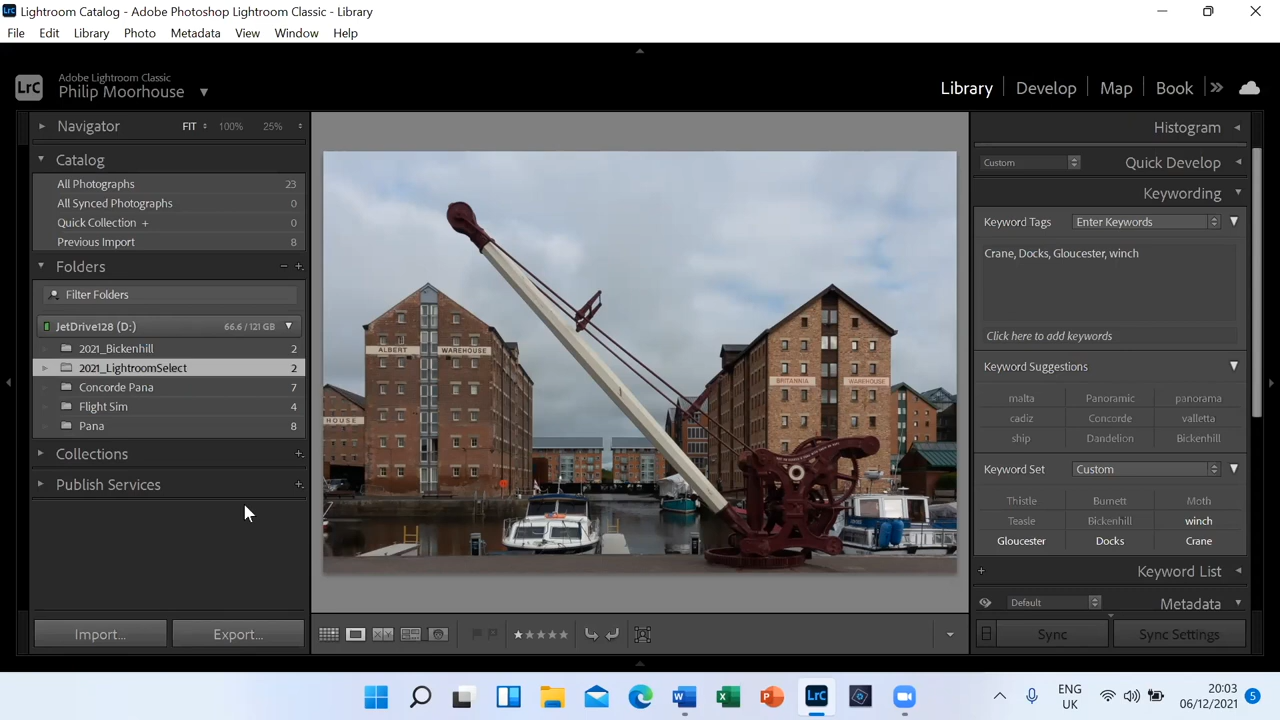 Lightroom Catalog - Adobe Photoshop Lightroom Classic - Library
File Edit Library Photo Metadata View Window Help
LrC
Adobe Lightroom Classic
Philip Moorhouse
Library Develop Map Book
Navigator FIT 100% 25%
Catalog
All Photographs 23
All Synced Photographs 0
Quick Collection + 0
Previous Import 8
Folders
Filter Folders
JetDrive128 (D:) 66.6 / 121 GB
2021_Bickenhill 2
2021_LightroomSelect 2
Concorde Pana 7
Flight Sim 4
Pana 8
Collections
Publish Services
Import... Export...
ALBERT WAREHOUSE
HOUSE
BRITANNIA WAREHOUSE
Histogram
Custom Quick Develop
Keywording
Keyword Tags Enter Keywords
Crane, Docks, Gloucester, winch
Click here to add keywords
Keyword Suggestions
malta Panoramic panorama
cadiz Concorde valletta
ship Dandelion Bickenhill
Keyword Set Custom
Thistle Burnett Moth
Teasle Bickenhill winch
Gloucester Docks Crane
Keyword List
Default Metadata
Sync Sync Settings
LrC
ENG
UK
20:03
06/12/2021
5